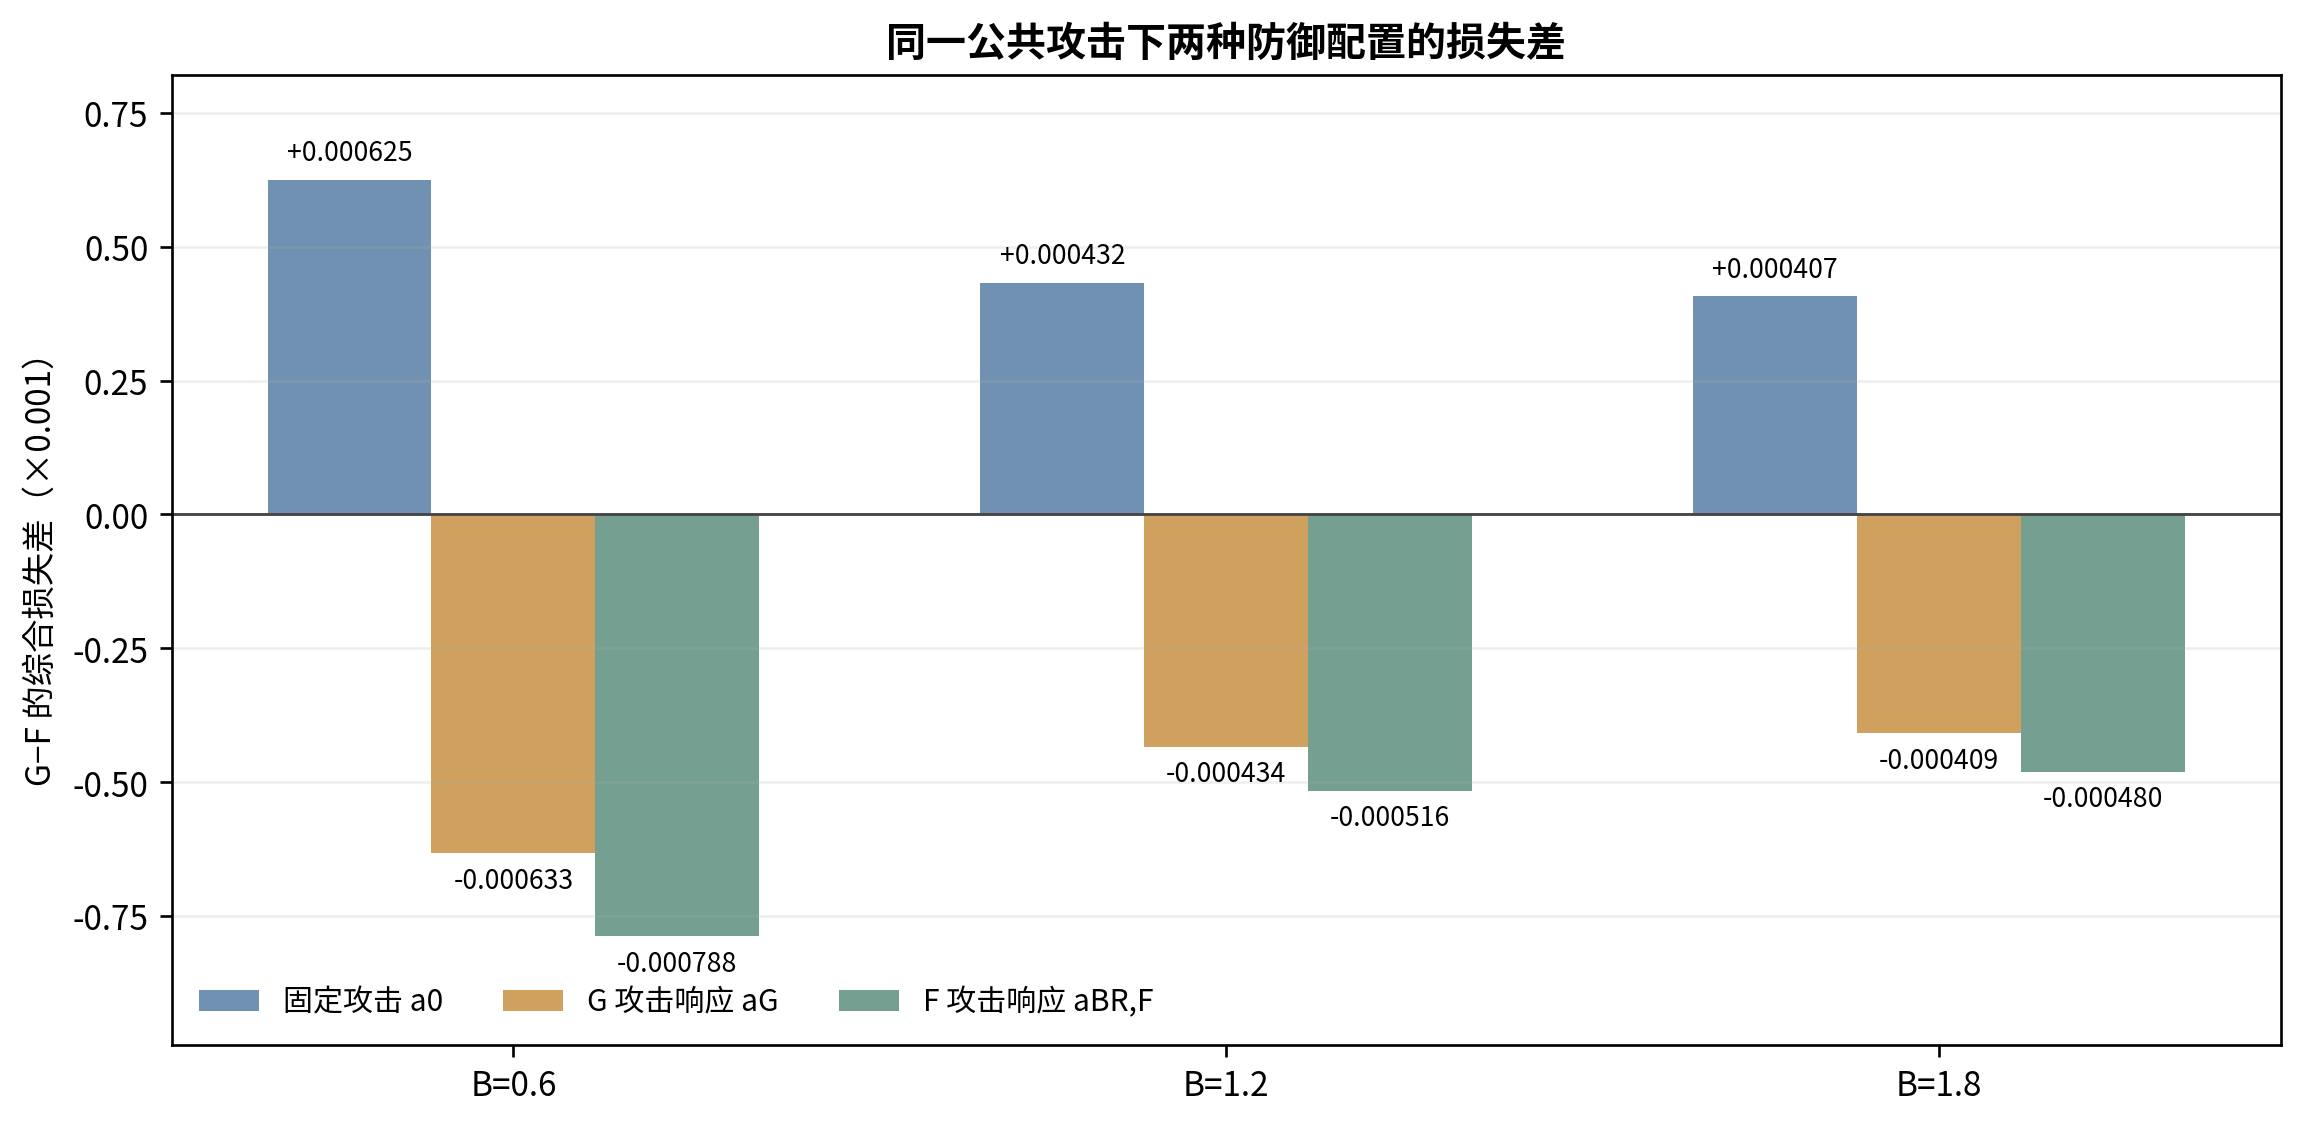 同一公共攻击下两种防御配置的损失差
G−F 的综合损失差（×0.001）
0.75
0.50
0.25
0.00
-0.25
-0.50
-0.75
+0.000625
-0.000633
-0.000788
+0.000432
-0.000434
-0.000516
+0.000407
-0.000409
-0.000480
固定攻击 a0
G 攻击响应 aG
F 攻击响应 aBR,F
B=0.6
B=1.2
B=1.8